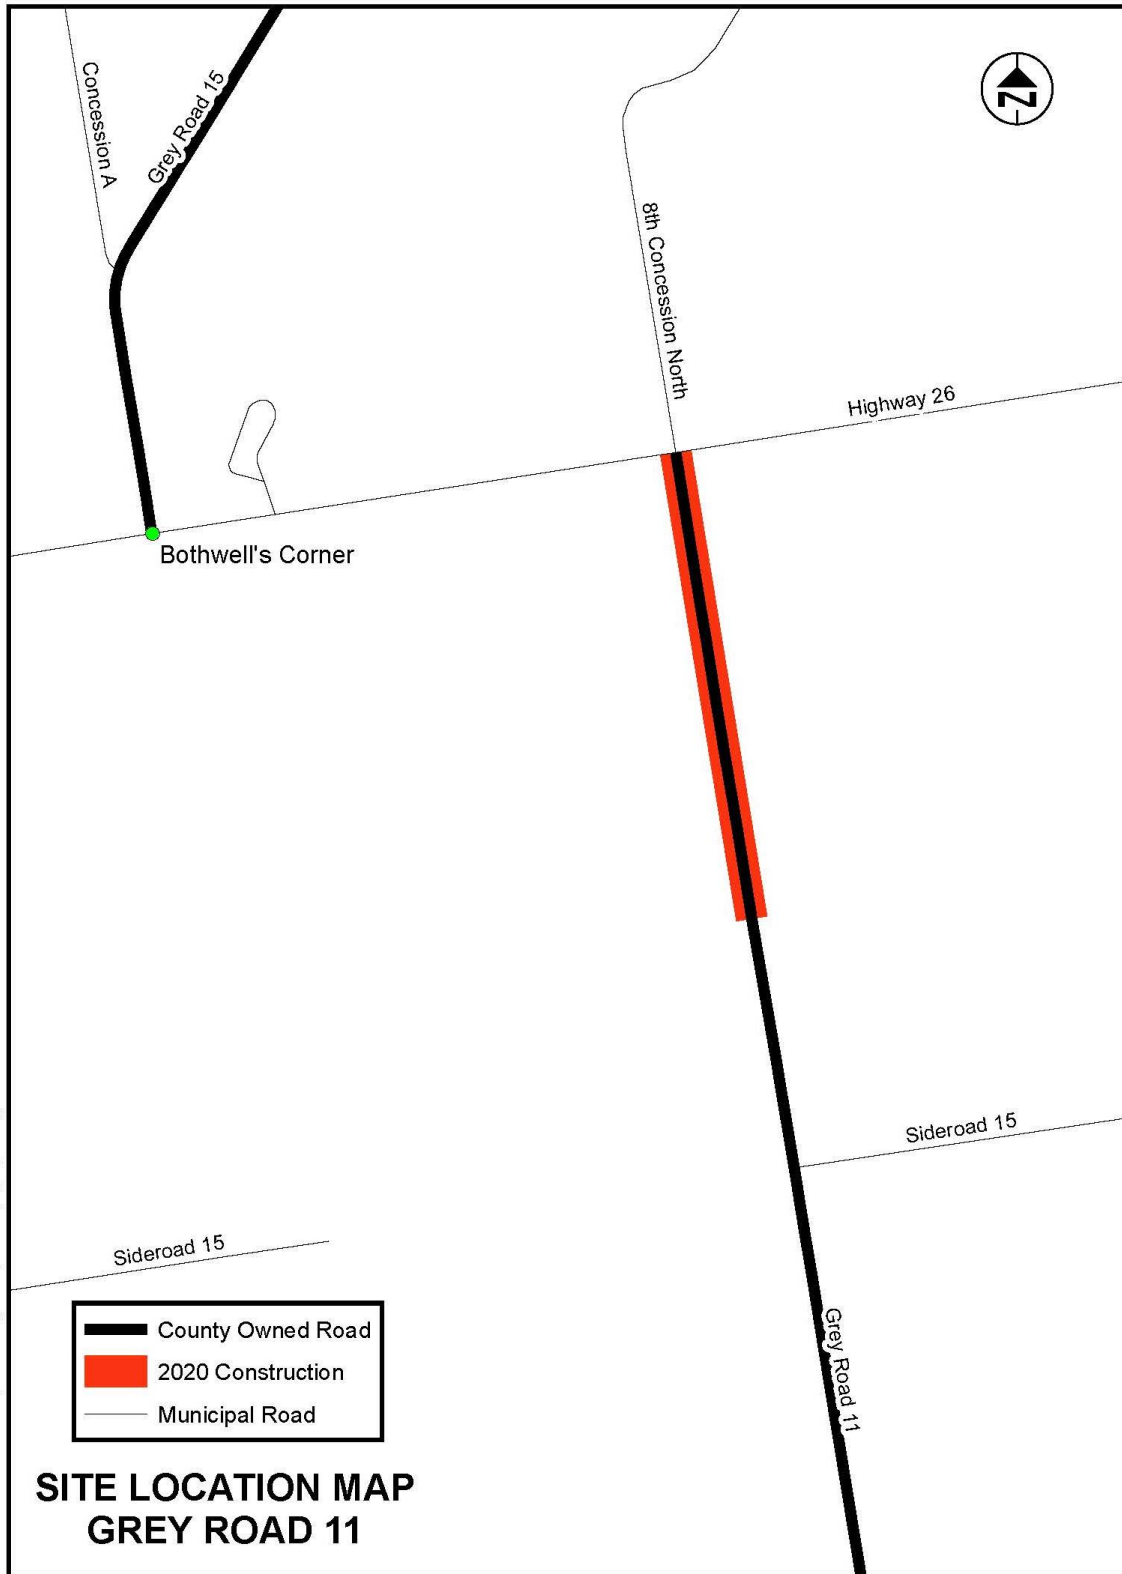 Concession A
Grey Road 15
N
8th Concession North
Highway 26
Bothwell's Corner
Sideroad 15
Sideroad 15
Grey Road 11
County Owned Road
2020 Construction
Municipal Road
SITE LOCATION MAP
GREY ROAD 11